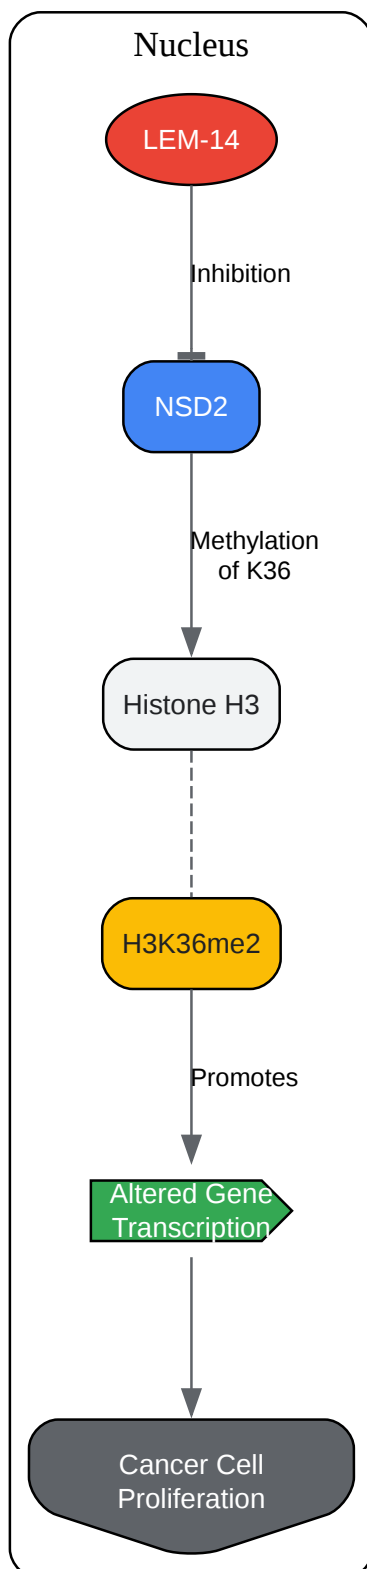 Nucleus
LEM-14
Inhibition
NSD2
Methylation
of K36
Histone H3
H3K36me2
Promotes
Altered Gene
Transcription
Cancer Cell
Proliferation